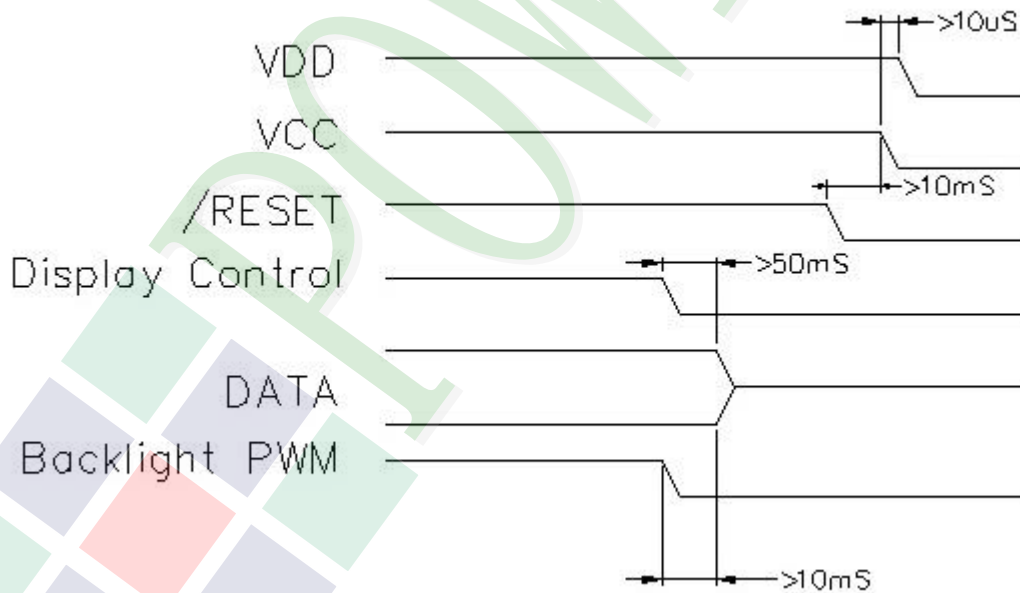 >10uS
VDD
VCC
>10mS
/RESET
Display Control
>50mS
DATA
Backlight PWM
>10mS